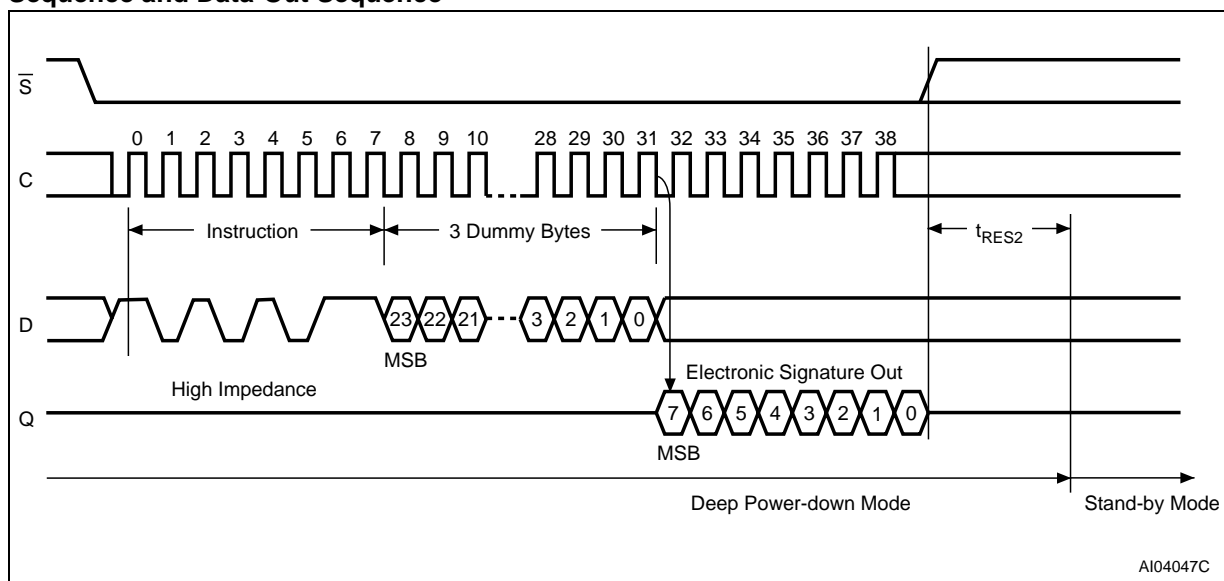 Sequence and Data-Out Sequence
S
0 1 2 3 4 5 6 7 8 9 10 28 29 30 31 32 33 34 35 36 37 38
C
Instruction 3 Dummy Bytes tRES2
D 23 22 21 3 2 1 0
MSB
High Impedance Electronic Signature Out
Q 7 6 5 4 3 2 1 0
MSB
Deep Power-down Mode Stand-by Mode
AI04047C